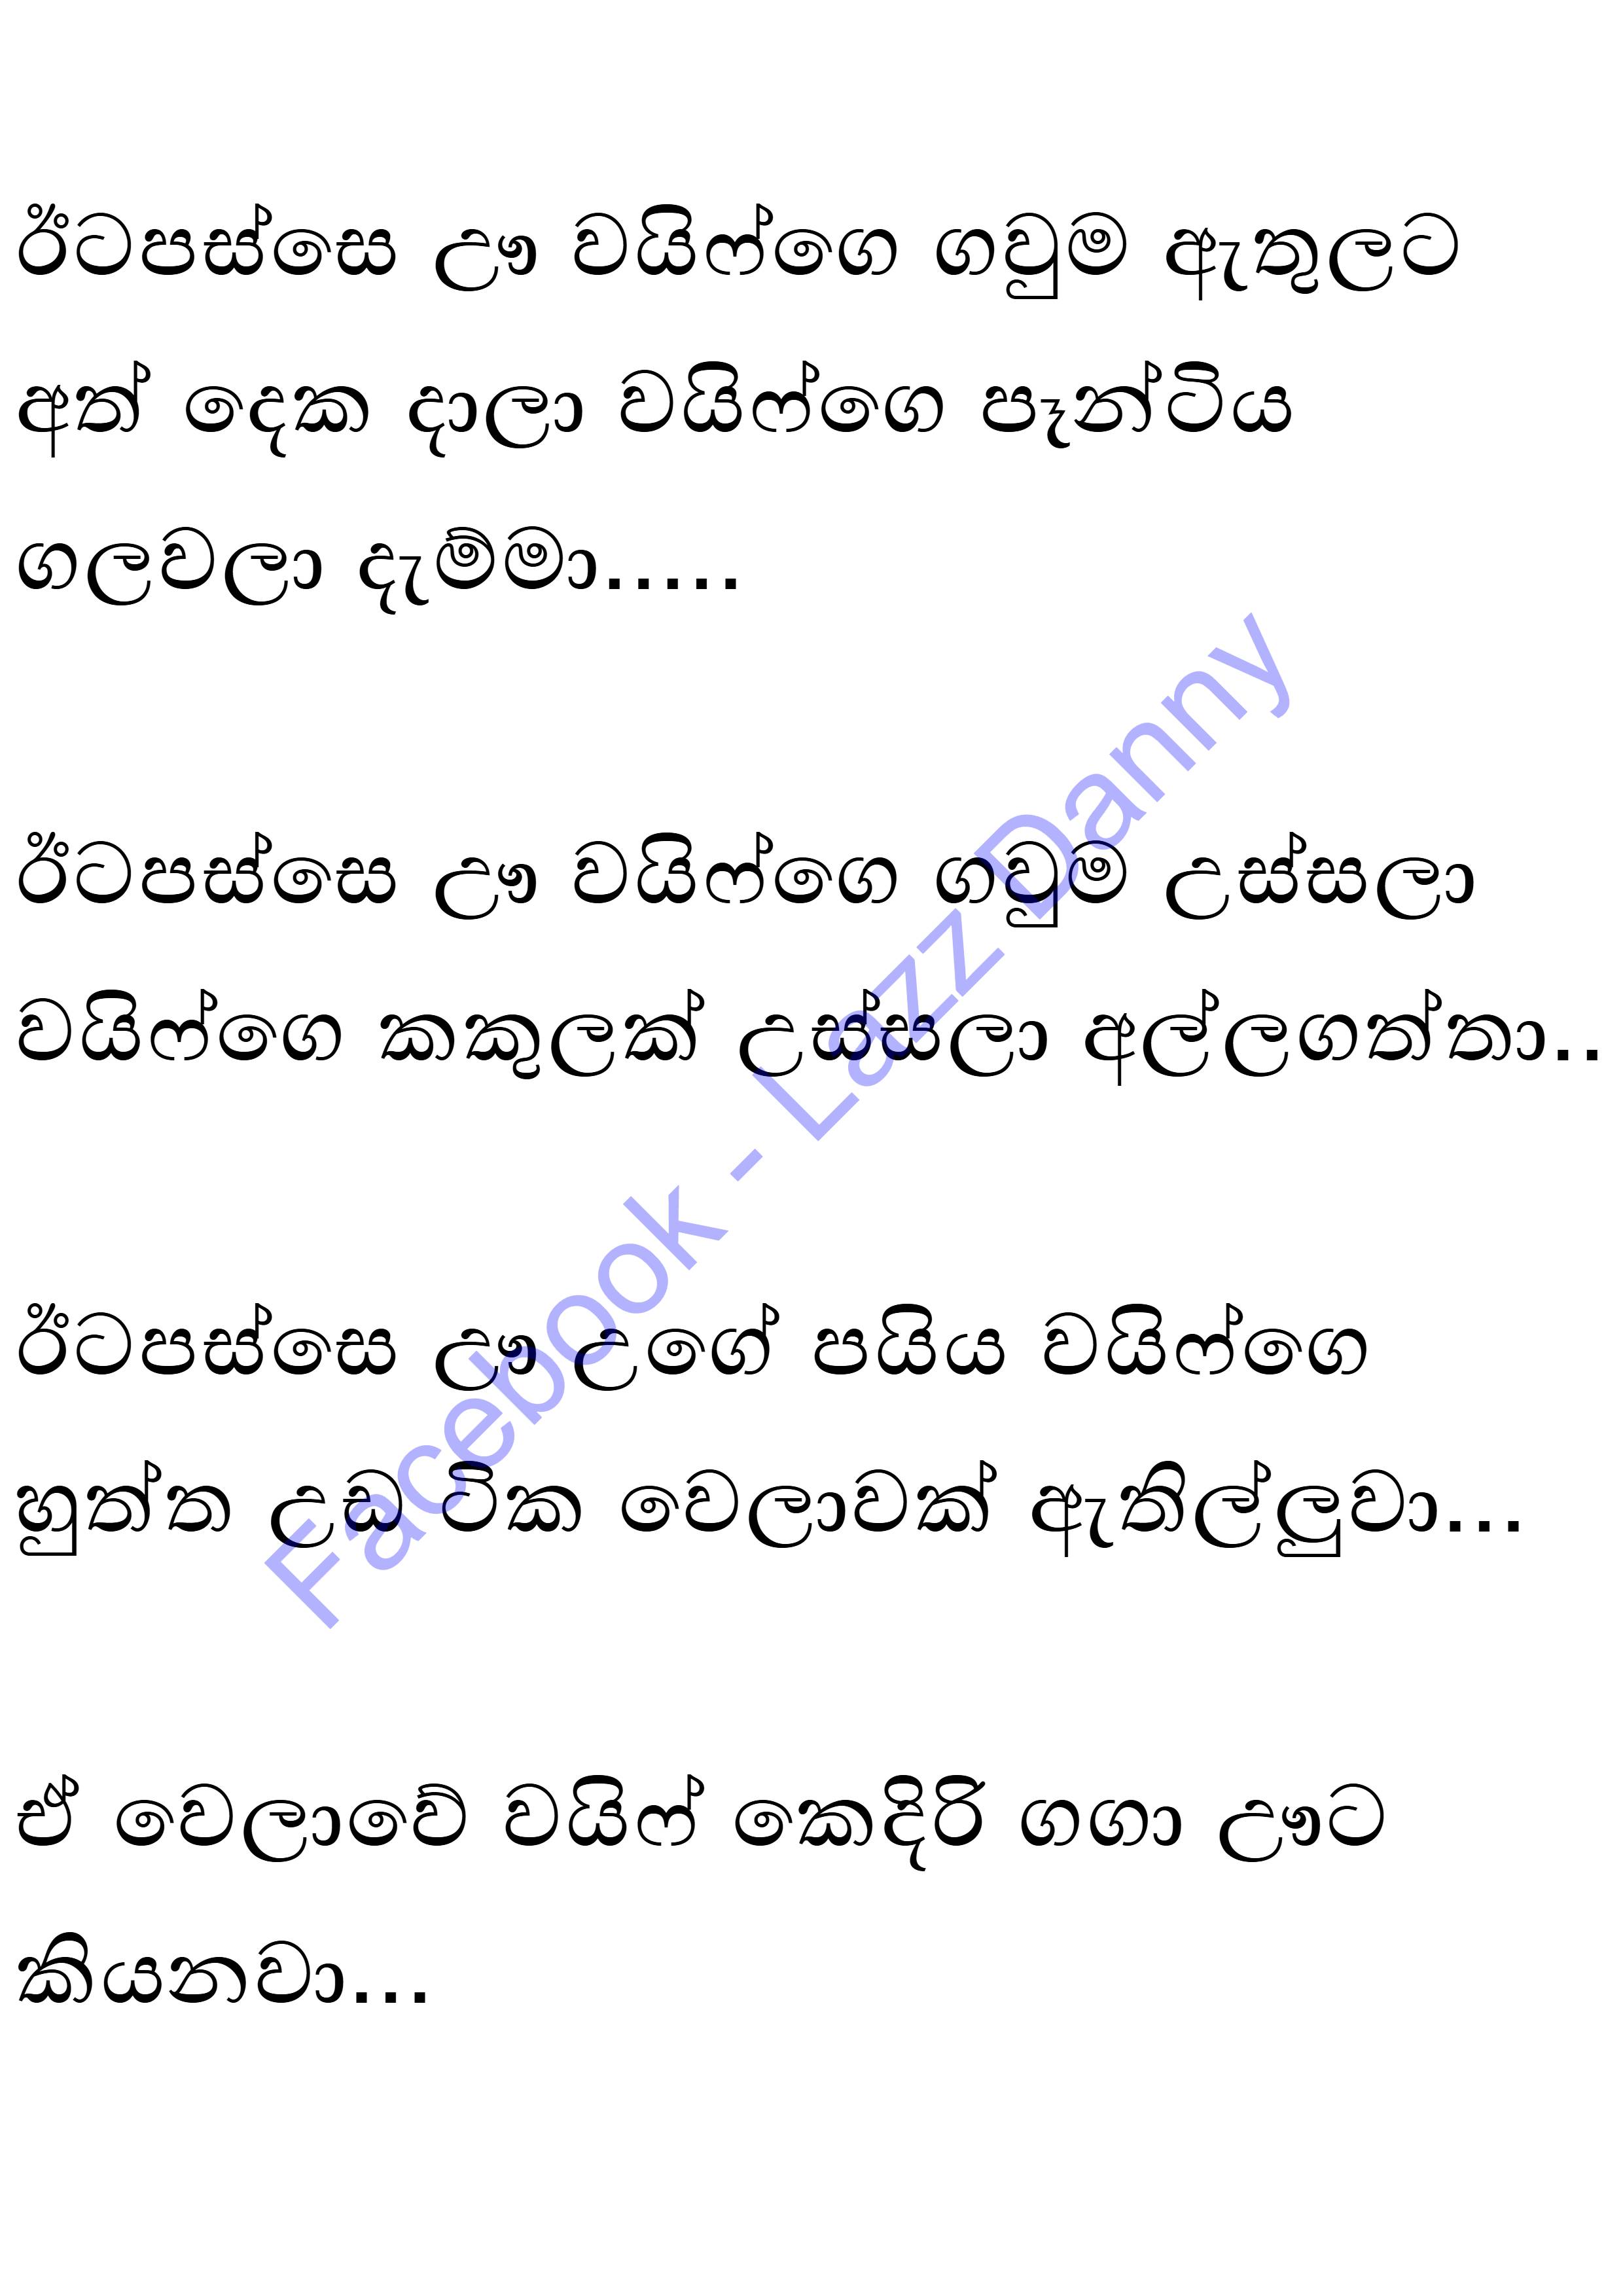 ඊටපස්සෙ ඌ වයිෆ්ගෙ ගවුම ඇතුලට
අත් දෙක දාලා වයිෆ්ගෙ පෑන්ටිය
ගලවලා දැම්මා.....
ඊටපස්සෙ ඌ වයිෆ්ගෙ ගවුම උස්සලා
වයිෆ්ගෙ කකුලක් උස්සලා අල්ලගත්තා..
ඊටපස්සෙ ඌ උගේ පයිය වයිෆ්ගෙ
හුත්ත උඩ ටික වෙලාවක් ඇතිල්ලුවා...
ඒ වෙලාවේ වයිෆ් කෙදිරි ගගා ඌට
කියනවා...
Facebook - Lazz Danny